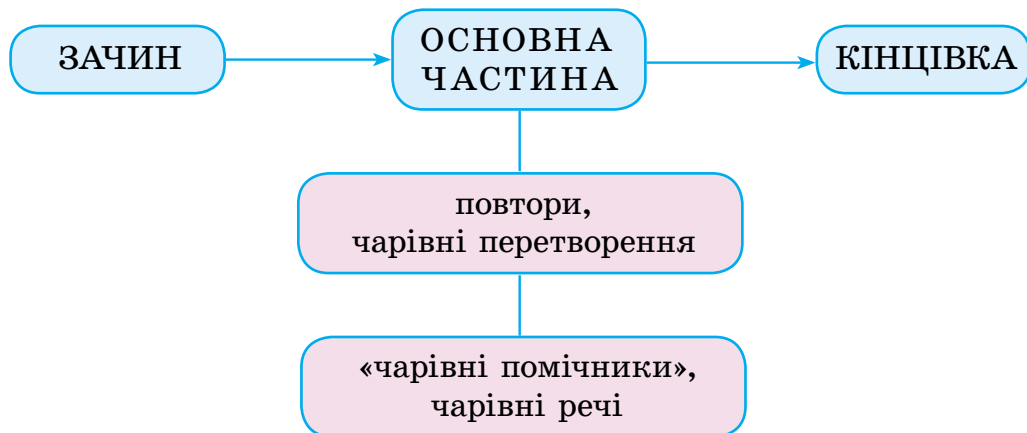 ЗАЧИН
ОСНОВНА
ЧАСТИНА
КІНЦІВКА
повтори,
чарівні перетворення
«чарівні помічники»,
чарівні речі